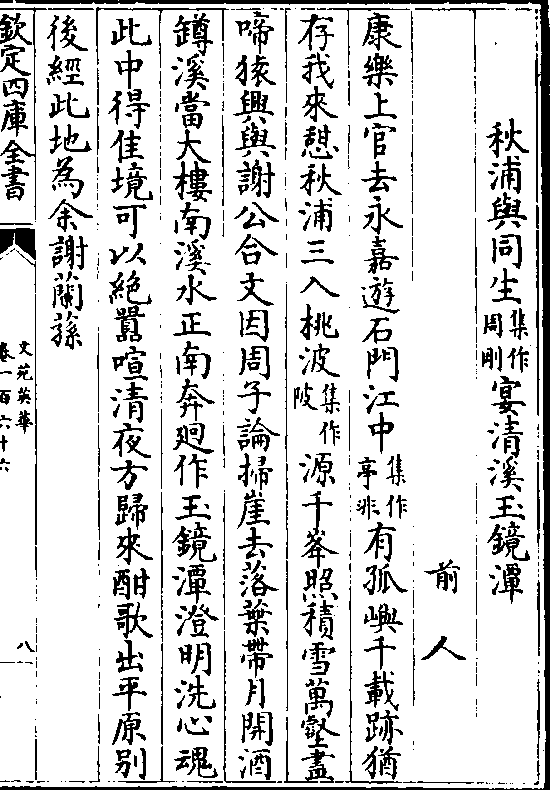 秋浦與同生集作周剛宴清溪玉鏡潭
前人
康樂上官去永嘉遊石門江中集作亭非有孤嶼千載跡猶
存我來憇秋浦三入桃波集作陂源千峯照積雪萬壑盡
啼猿興與謝公合文因周子論掃崖去落葉帶月開酒
罇溪當大樓南溪水正南奔廻作玉鏡潭澄明洗心魂
此中得佳境可以絶囂喧清夜方歸來酣歌出平原别
後經此地為余謝蘭蓀
欽定四庫全書
文苑英華
卷一百六十六
八